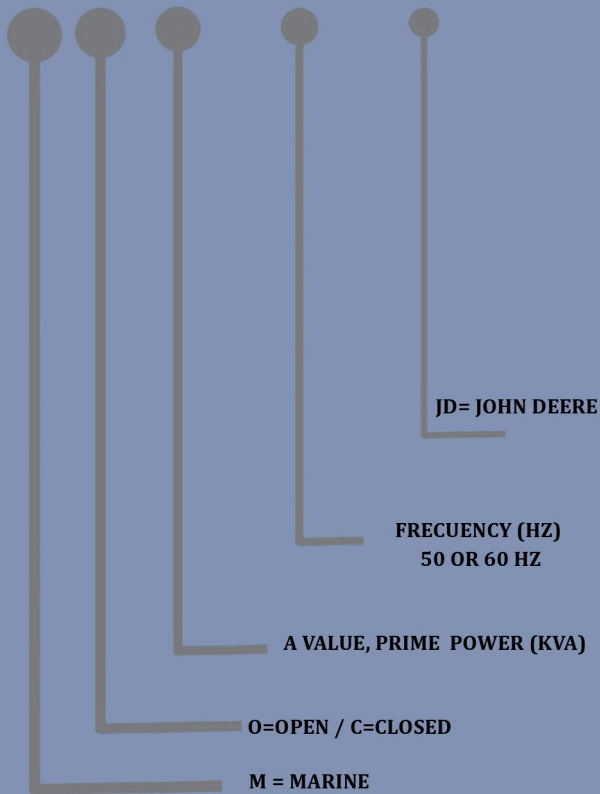 JD= JOHN DEERE
FRECUENCY (HZ)
50 OR 60 HZ
A VALUE, PRIME POWER (KVA)
O=OPEN / C=CLOSED
M = MARINE